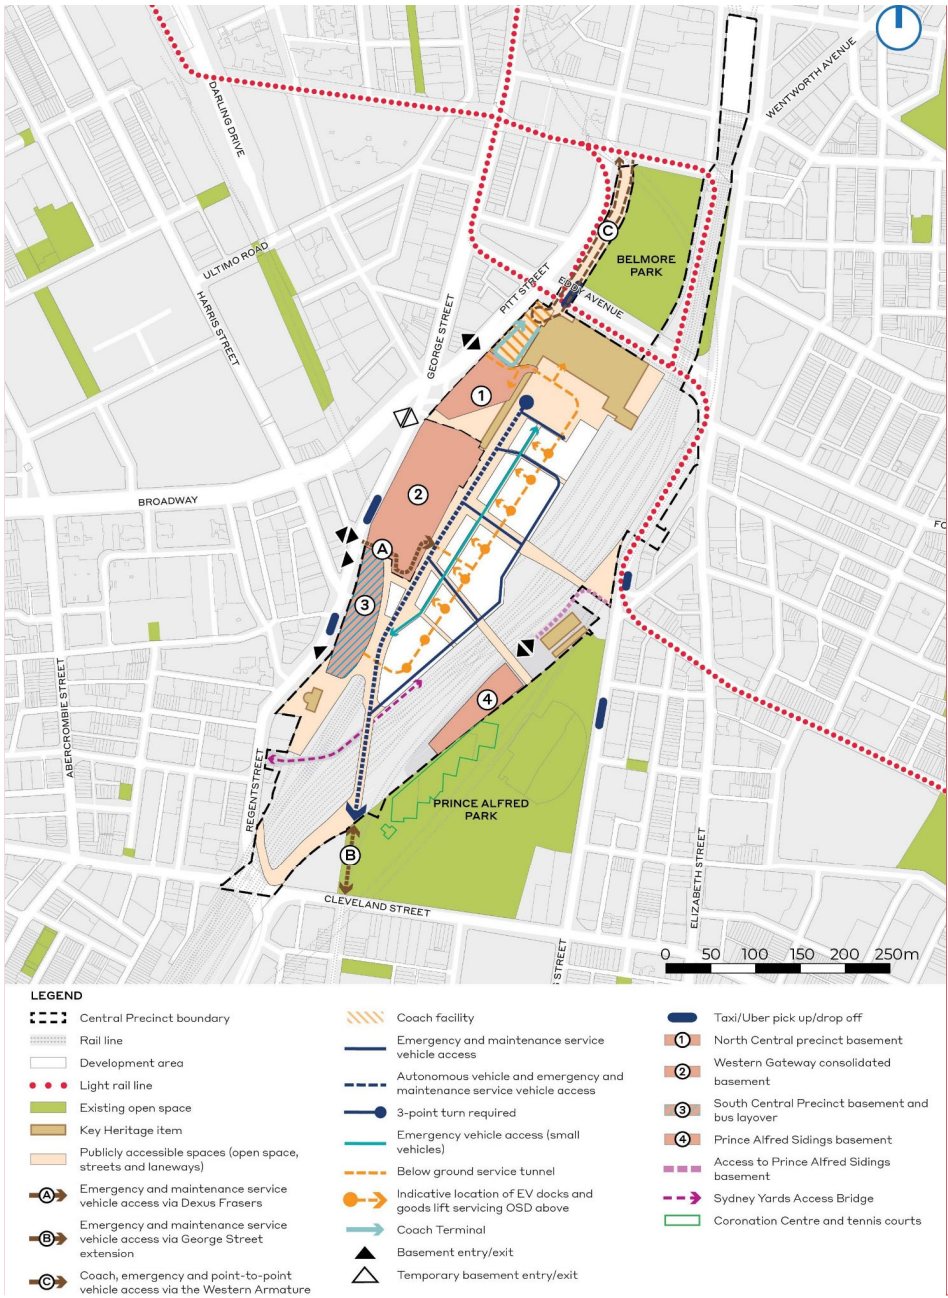 WENTWORTH AVENUE
DARLING DRIVE
C
BELMORE
PARK
ULTIMO ROAD
PITT STREET
EDDY AVENUE
HARRIS STREET
GEORGE STREET
1
BROADWAY
2
A
3
4
ABERCROMBIE STREET
REGENT STREET
PRINCE ALFRED
PARK
B
ELIZABETH STREET
CLEVELAND STREET
0 50 100 150 200 250m
LEGEND
Central Precinct boundary
Rail line
Development area
Light rail line
Existing open space
Key Heritage item
Publicly accessible spaces (open space,
streets and laneways)
A
Emergency and maintenance service
vehicle access via Dexus Frasers
B
Emergency and maintenance service
vehicle access via George Street
extension
C
Coach, emergency and point-to-point
vehicle access via the Western Armature
Coach facility
Emergency and maintenance service
vehicle access
Autonomous vehicle and emergency and
maintenance service vehicle access
3-point turn required
Emergency vehicle access (small
vehicles)
Below ground service tunnel
Indicative location of EV docks and
goods lift servicing OSD above
Coach Terminal
Basement entry/exit
Temporary basement entry/exit
Taxi/Uber pick up/drop off
1 North Central precinct basement
2 Western Gateway consolidated
basement
3 South Central Precinct basement and
bus layover
4 Prince Alfred Sidings basement
Access to Prince Alfred Sidings
basement
Sydney Yards Access Bridge
Coronation Centre and tennis courts